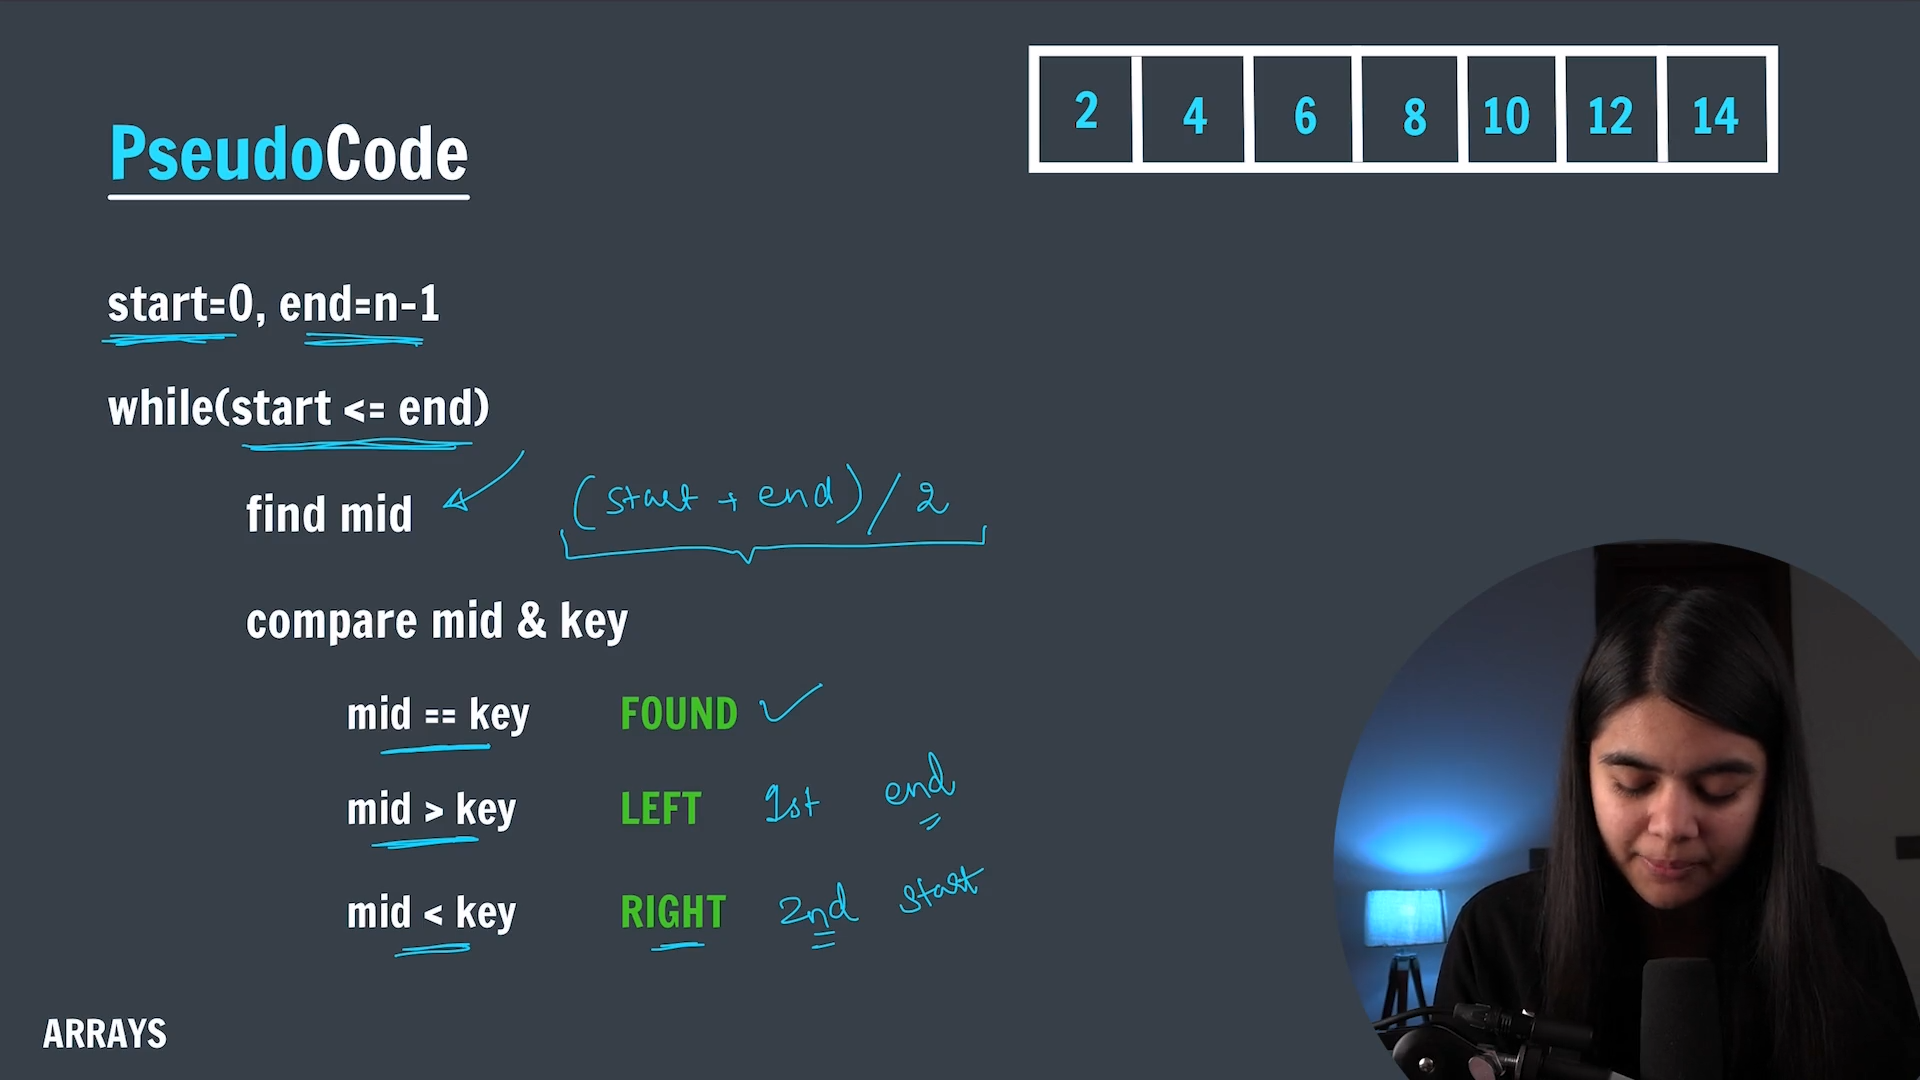 2 4 6 8 10 12 14
PseudoCode
start=0, end=n-1
while(start <= end)
find mid (start + end)/2
compare mid & key
mid == key FOUND
mid > key LEFT 1st end
mid < key RIGHT 2nd start
ARRAYS